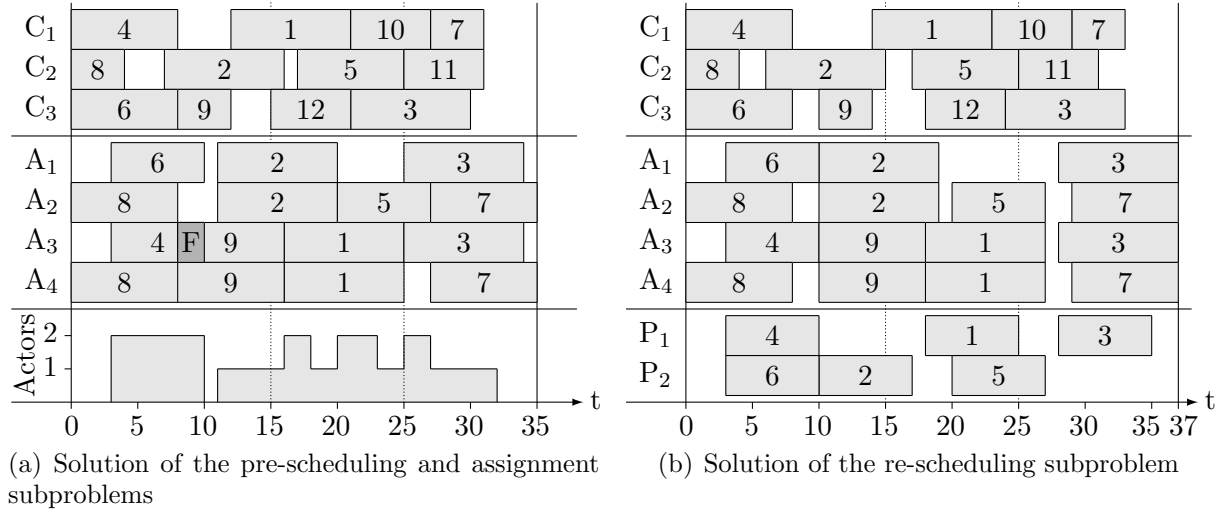 C1 4 1 10 7
C2 8 2 5 11
C3 6 9 12 3
A1 6 2 3
A2 8 2 5 7
A3 4 F 9 1 3
A4 8 9 1 7
Actors
2
1
0 5 10 15 20 25 30 35 t
(a) Solution of the pre-scheduling and assignment
subproblems
C1 4 1 10 7
C2 8 2 5 11
C3 6 9 12 3
A1 6 2 3
A2 8 2 5 7
A3 4 9 1 3
A4 8 9 1 7
P1 4 1 3
P2 6 2 5
0 5 10 15 20 25 30 35 37 t
(b) Solution of the re-scheduling subproblem